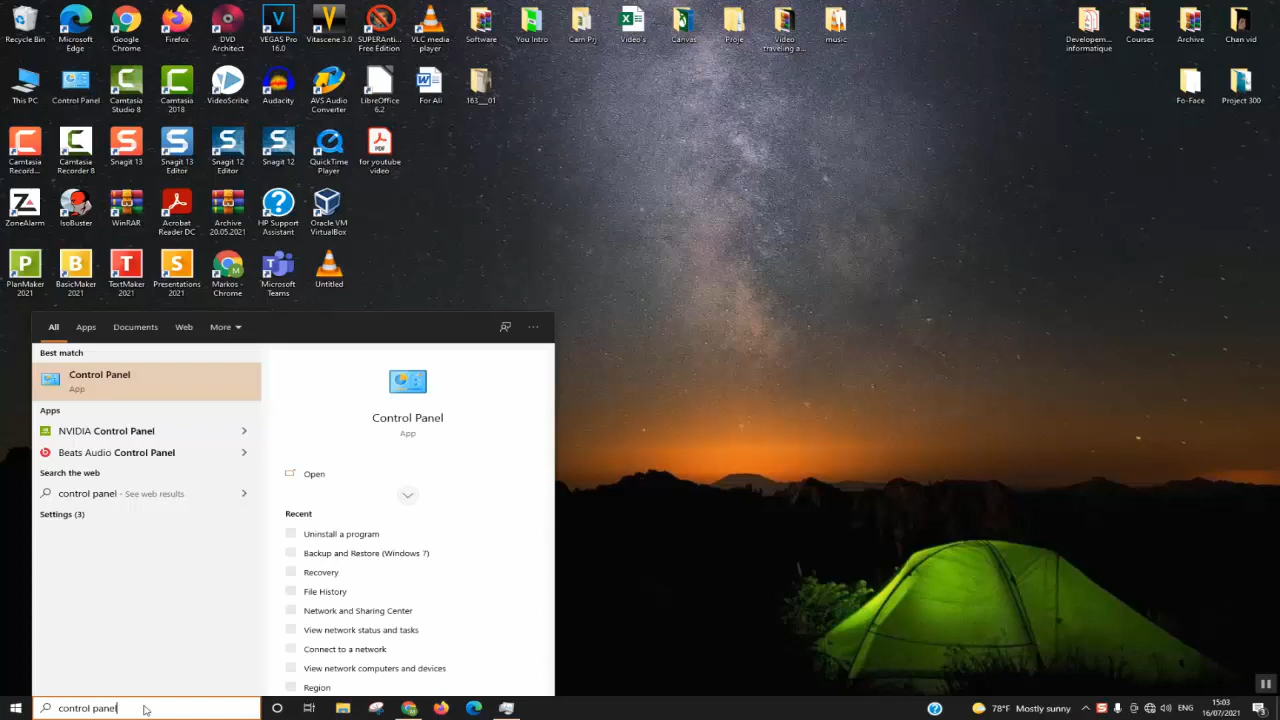 Recycle Bin
Microsoft
Edge
Google
Chrome
Firefox
DVD
Architect
VEGAS Pro
16.0
Vitascene 3.0
SUPERAnti...
Free Edition
VLC media
player
Software
You Intro
Cam Prj
Video's
Canvas
Proje
Video
traveling a...
music
Developem...
informatique
Courses
Archive
Chan vid
This PC
Control Panel
Camtasia
Studio 8
Camtasia
2018
VideoScribe
Audacity
AVS Audio
Converter
LibreOffice
6.2
For Ali
163___01
Fo-Face
Project 300
Camtasia
Record...
Camtasia
Recorder 8
Snagit 13
Snagit 13
Editor
Snagit 12
Editor
Snagit 12
QuickTime
Player
for youtube
video
ZoneAlarm
IsoBuster
WinRAR
Acrobat
Reader DC
Archive
20.05.2021
HP Support
Assistant
Oracle VM
VirtualBox
PlanMaker
2021
BasicMaker
2021
TextMaker
2021
Presentations
2021
Markos -
Chrome
Microsoft
Teams
Untitled
All Apps Documents Web More
Best match
Control Panel
App
Apps
NVIDIA Control Panel
Beats Audio Control Panel
Search the web
control panel - See web results
Settings (3)
Control Panel
App
Open
Recent
Uninstall a program
Backup and Restore (Windows 7)
Recovery
File History
Network and Sharing Center
View network status and tasks
Connect to a network
View network computers and devices
Region
control panel
78°F Mostly sunny
15:03
16/07/2021